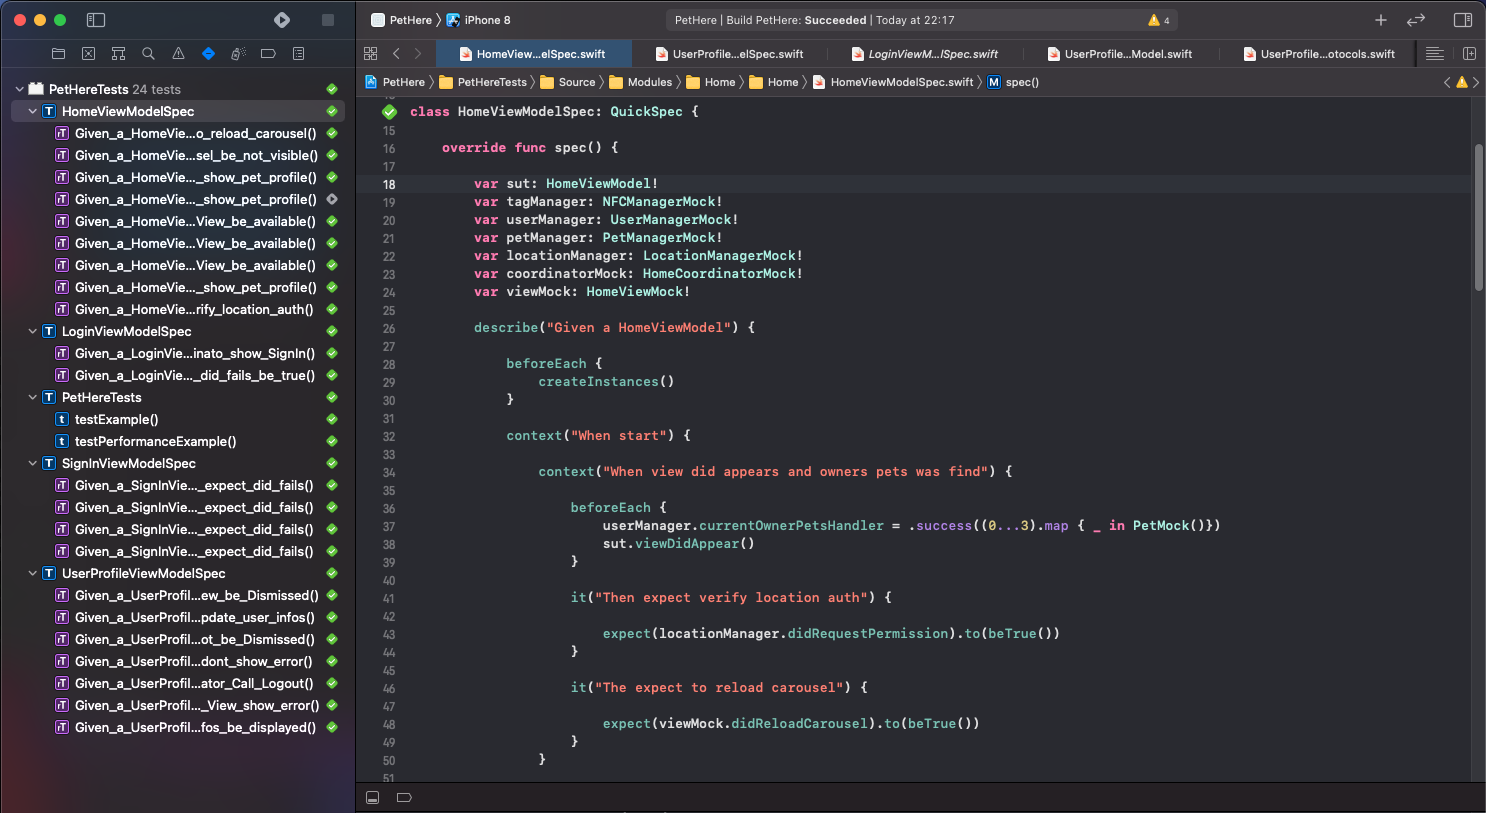 PetHere
iPhone 8
PetHere | Build PetHere: Succeeded | Today at 22:17
4
HomeView...elSpec.swift
UserProfile...elSpec.swift
LoginViewM...lSpec.swift
UserProfile...Model.swift
UserProfile...otocols.swift
PetHere
PetHereTests
Source
Modules
Home
Home
HomeViewModelSpec.swift
M spec()
PetHereTests 24 tests
T HomeViewModelSpec
Given_a_HomeVie...o_reload_carousel()
Given_a_HomeVie...sel_be_not_visible()
Given_a_HomeVie..._show_pet_profile()
Given_a_HomeVie..._show_pet_profile()
Given_a_HomeVie...View_be_available()
Given_a_HomeVie...View_be_available()
Given_a_HomeVie...View_be_available()
Given_a_HomeVie..._show_pet_profile()
Given_a_HomeVie...rify_location_auth()
T LoginViewModelSpec
Given_a_LoginVie...inato_show_SignIn()
Given_a_LoginVie..._did_fails_be_true()
T PetHereTests
t testExample()
t testPerformanceExample()
T SignInViewModelSpec
Given_a_SignInVie..._expect_did_fails()
Given_a_SignInVie..._expect_did_fails()
Given_a_SignInVie..._expect_did_fails()
Given_a_SignInVie..._expect_did_fails()
T UserProfileViewModelSpec
Given_a_UserProfil...ew_be_Dismissed()
Given_a_UserProfil...pdate_user_infos()
Given_a_UserProfil...ot_be_Dismissed()
Given_a_UserProfil...dont_show_error()
Given_a_UserProfil...ator_Call_Logout()
Given_a_UserProfil..._View_show_error()
Given_a_UserProfil...fos_be_displayed()
class HomeViewModelSpec: QuickSpec {
15
16 override func spec() {
17
18 var sut: HomeViewModel!
19 var tagManager: NFCManagerMock!
20 var userManager: UserManagerMock!
21 var petManager: PetManagerMock!
22 var locationManager: LocationManagerMock!
23 var coordinatorMock: HomeCoordinatorMock!
24 var viewMock: HomeViewMock!
25
26 describe("Given a HomeViewModel") {
27
28 beforeEach {
29 createInstances()
30 }
31
32 context("When start") {
33
34 context("When view did appears and owners pets was find") {
35
36 beforeEach {
37 userManager.currentOwnerPetsHandler = .success((0...3).map { _ in PetMock()})
38 sut.viewDidAppear()
39 }
40
41 it("Then expect verify location auth") {
42
43 expect(locationManager.didRequestPermission).to(beTrue())
44 }
45
46 it("The expect to reload carousel") {
47
48 expect(viewMock.didReloadCarousel).to(beTrue())
49 }
50 }
51